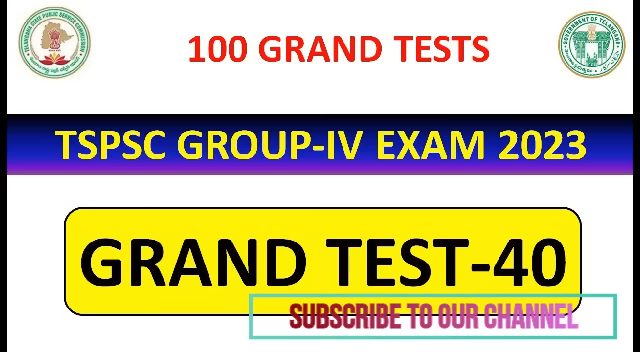 100 GRAND TESTS
TSPSC GROUP-IV EXAM 2023
GRAND TEST-40
SUBSCRIBE TO OUR CHANNEL